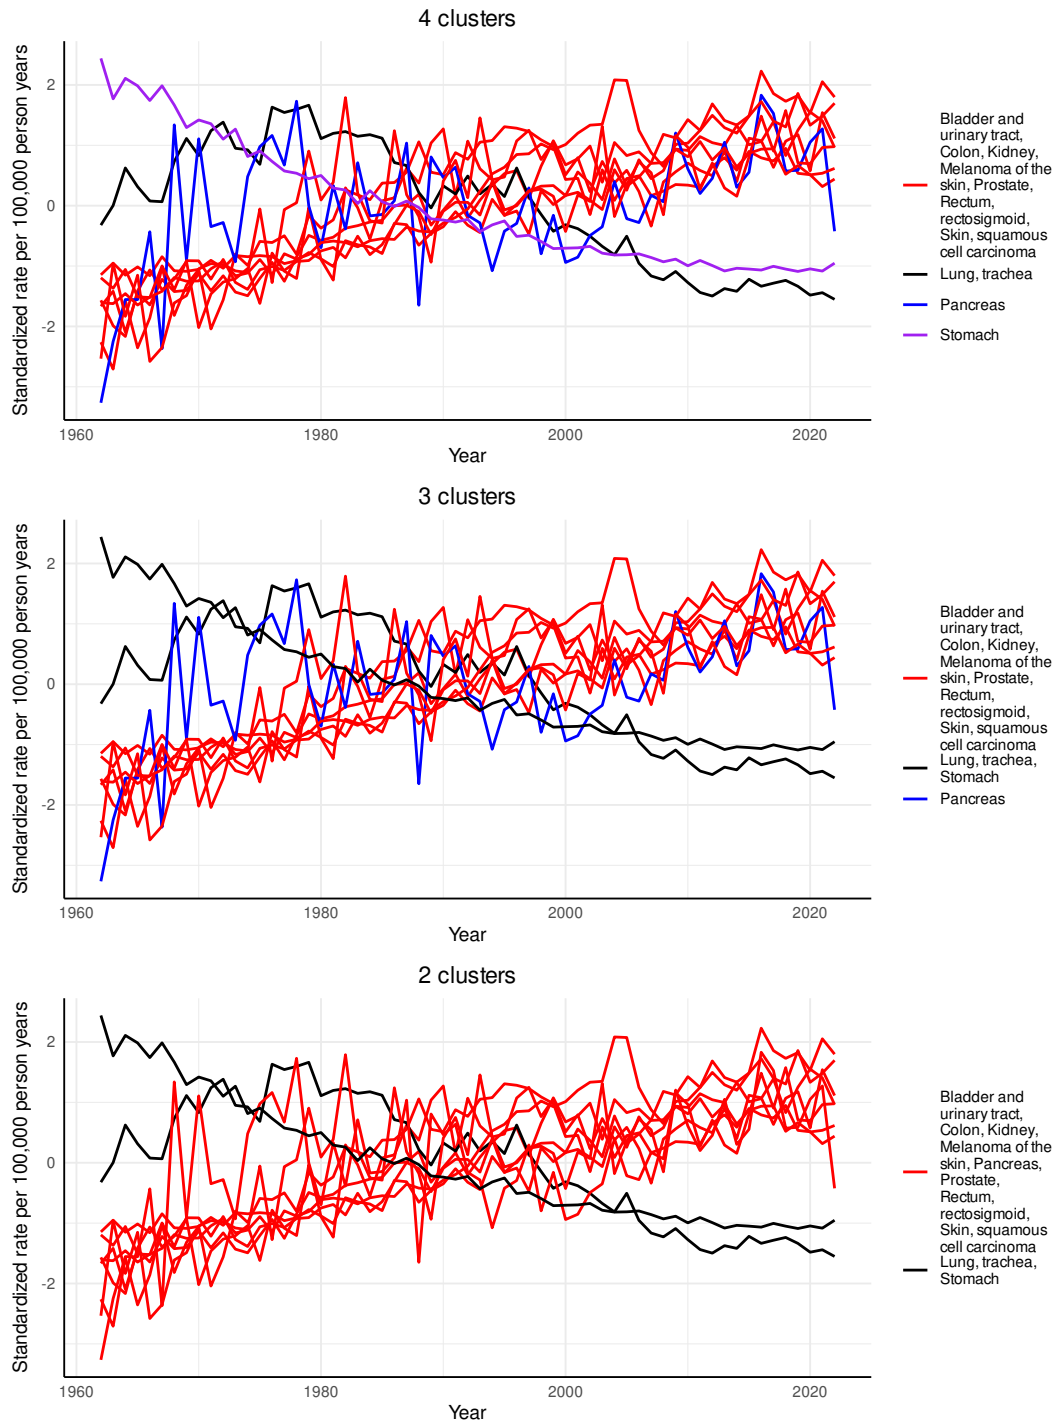 4 clusters
Standardized rate per 100,000 person years
2
0
-2
1960
1980
2000
2020
Year
Bladder and
urinary tract,
Colon, Kidney,
Melanoma of the
skin, Prostate,
Rectum,
rectosigmoid,
Skin, squamous
cell carcinoma
Lung, trachea
Pancreas
Stomach
3 clusters
Standardized rate per 100,000 person years
2
0
-2
1960
1980
2000
2020
Year
Bladder and
urinary tract,
Colon, Kidney,
Melanoma of the
skin, Prostate,
Rectum,
rectosigmoid,
Skin, squamous
cell carcinoma
Lung, trachea,
Stomach
Pancreas
2 clusters
Standardized rate per 100,000 person years
2
0
-2
1960
1980
2000
2020
Year
Bladder and
urinary tract,
Colon, Kidney,
Melanoma of the
skin, Pancreas,
Prostate,
Rectum,
rectosigmoid,
Skin, squamous
cell carcinoma
Lung, trachea,
Stomach